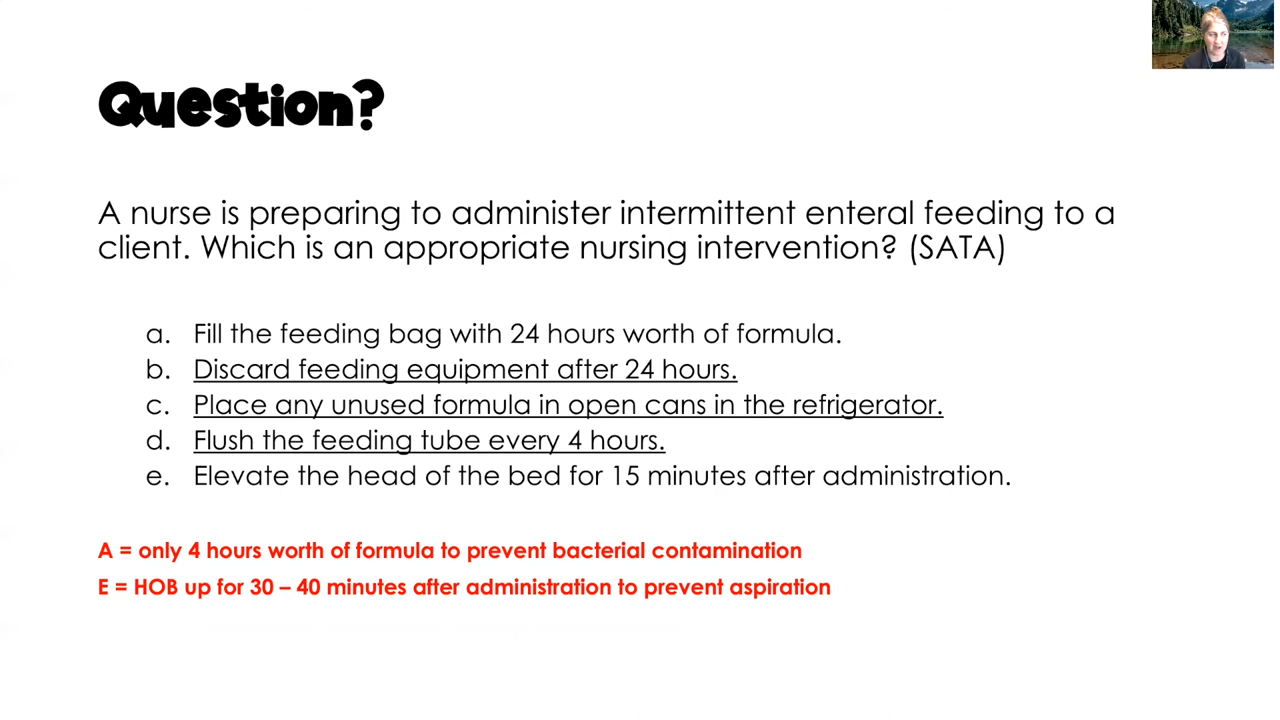 Question?
A nurse is preparing to administer intermittent enteral feeding to a
client. Which is an appropriate nursing intervention? (SATA)
a. Fill the feeding bag with 24 hours worth of formula.
b. Discard feeding equipment after 24 hours.
c. Place any unused formula in open cans in the refrigerator.
d. Flush the feeding tube every 4 hours.
e. Elevate the head of the bed for 15 minutes after administration.
A = only 4 hours worth of formula to prevent bacterial contamination
E = HOB up for 30 – 40 minutes after administration to prevent aspiration